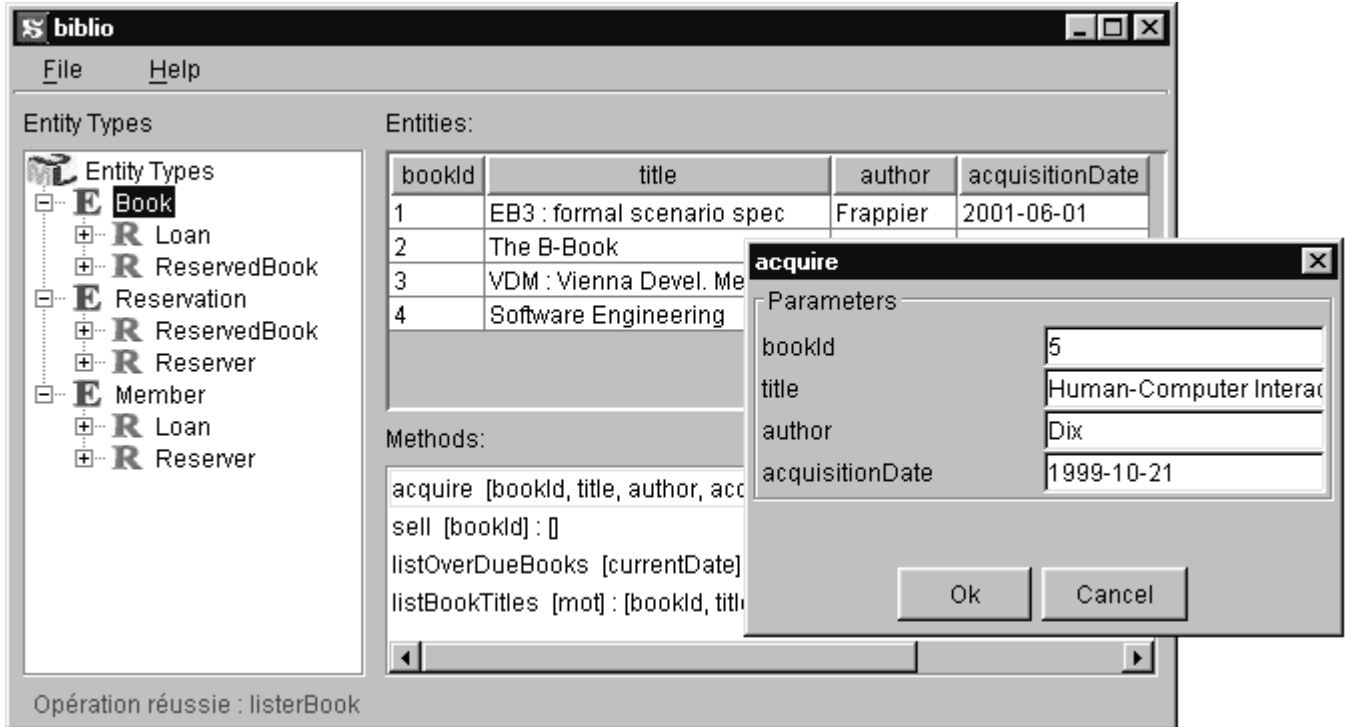 biblio
File Help
Entity Types
Entity Types
Book
Loan
ReservedBook
Reservation
ReservedBook
Reserver
Member
Loan
Reserver
Entities:
bookId title author acquisitionDate
1 EB3 : formal scenario spec Frappier 2001-06-01
2 The B-Book
3 VDM : Vienna Devel. Me
4 Software Engineering
Methods:
acquire [bookId, title, author, acq
sell [bookId] : []
listOverDueBooks [currentDate]
listBookTitles [mot] : [bookId, title
acquire
Parameters
bookId 5
title Human-Computer Interac
author Dix
acquisitionDate 1999-10-21
Ok Cancel
Opération réussie : listerBook